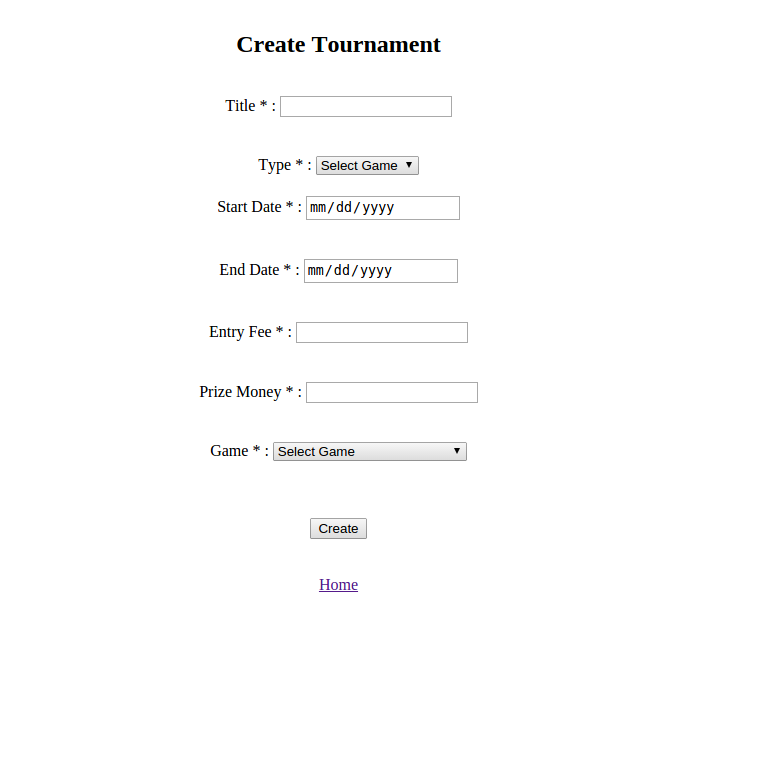 Create Tournament
Title * :
Type * : Select Game
Start Date * : mm/dd/yyyy
End Date * : mm/dd/yyyy
Entry Fee * :
Prize Money * :
Game * : Select Game
Create
Home